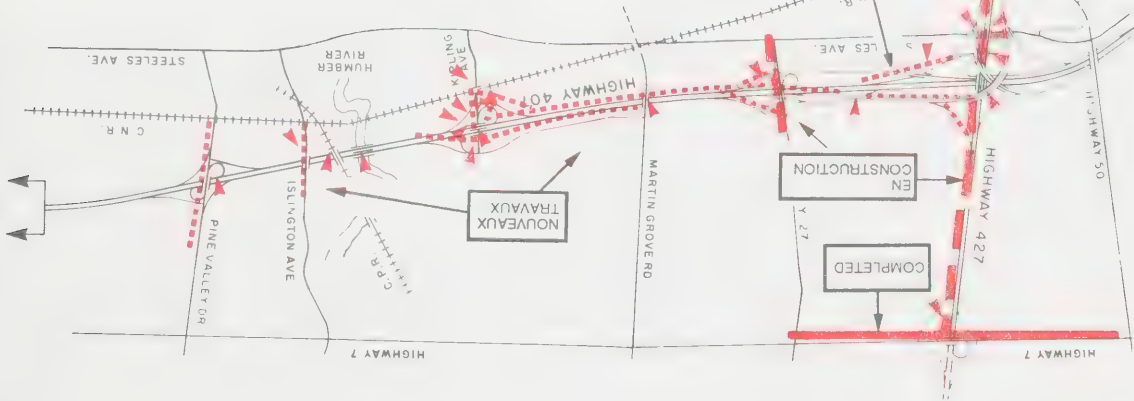 STEELES AVE.
HUMBER
RIVER
KIPLING
AVE
LES AVE.
R.
C.N.R.
HIGHWAY 407
HIGHWAY 50
PINE VALLEY DR
ISLINGTON AVE
C.P.R.
NOUVEAUX
TRAVAUX
MARTIN GROVE RD
EN
CONSTRUCTION
Y 27
HIGHWAY 427
COMPLETED
HIGHWAY 7
HIGHWAY 7